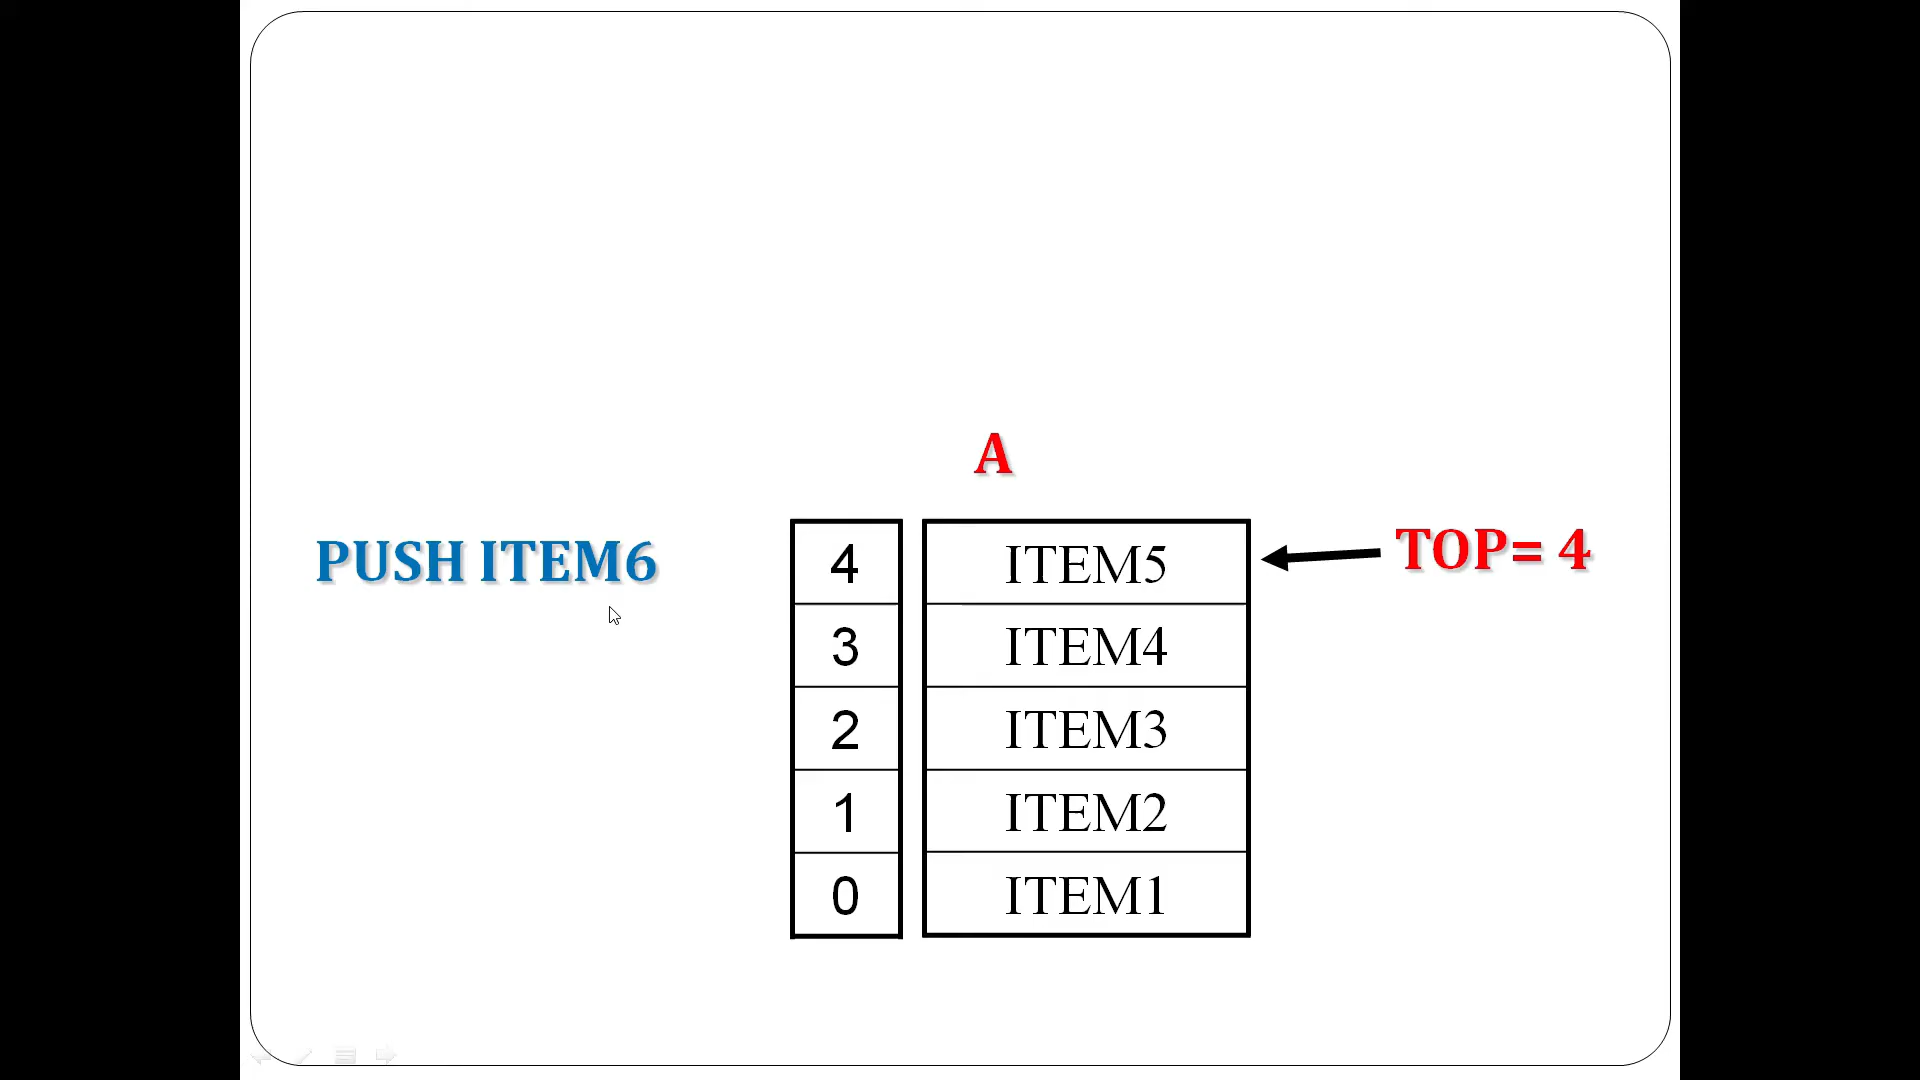 A
PUSH ITEM6
TOP= 4
4 ITEM5
3 ITEM4
2 ITEM3
1 ITEM2
0 ITEM1